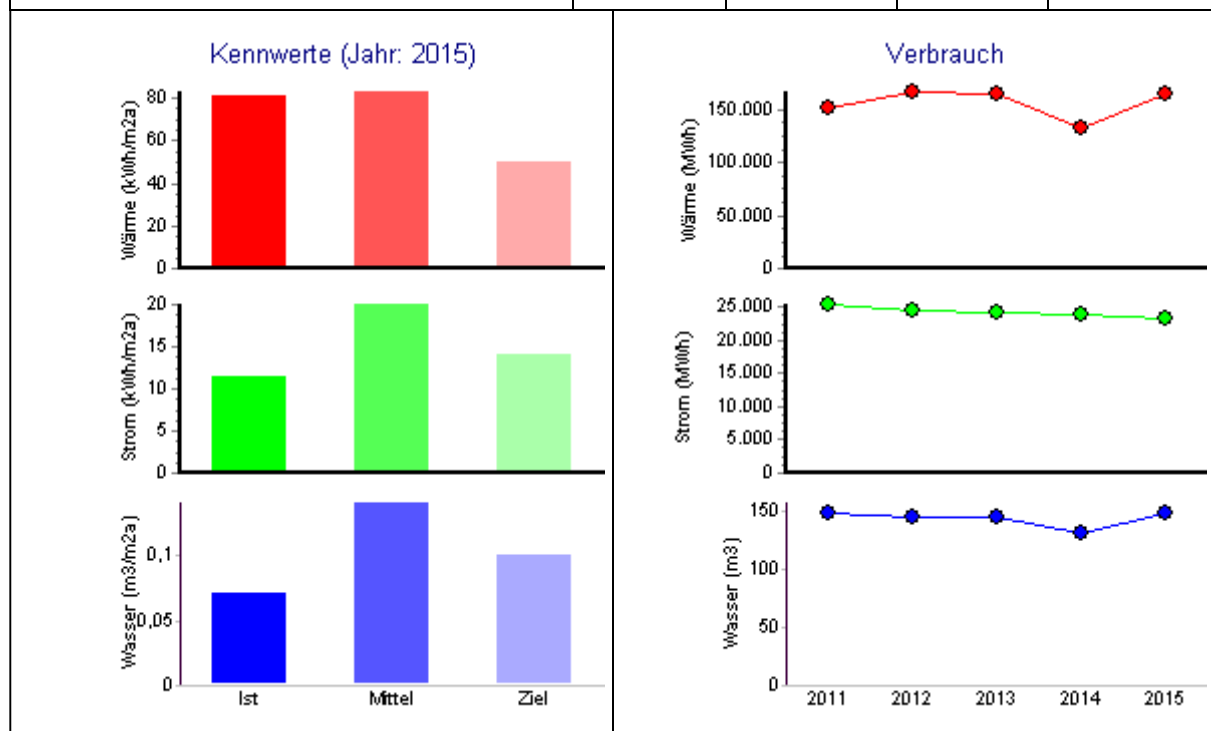 Kennwerte (Jahr: 2015)
Wärme (kWh/m2a)
80
60
40
20
0
Strom (kWh/m2a)
20
15
10
5
0
Wasser (m3/m2a)
0,1
0,05
0
Ist Mittel Ziel
Verbrauch
Wärme (MWh)
150.000
100.000
50.000
0
Strom (MWh)
25.000
20.000
15.000
10.000
5.000
0
Wasser (m3)
150
100
50
0
2011 2012 2013 2014 2015